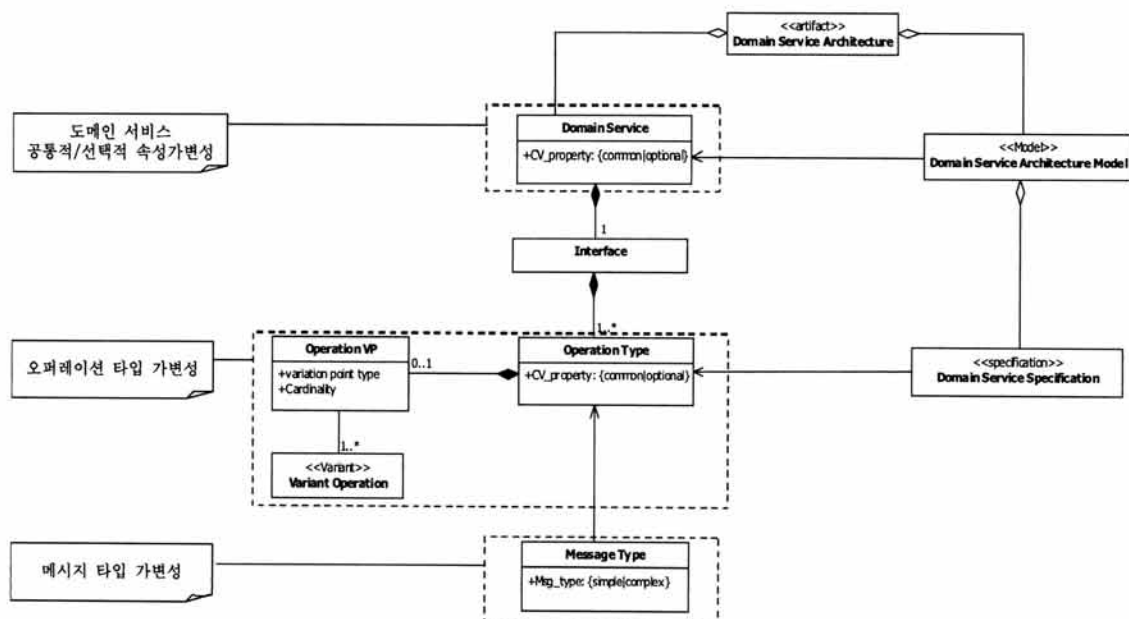 <<artifact>>
Domain Service Architecture
도메인 서비스
공통적/선택적 속성가변성
Domain Service
+CV_property: {common|optional}
<<Model>>
Domain Service Architecture Model
1
Interface
1..*
오퍼레이션 타입 가변성
Operation VP
+variation point type
+Cardinality
0..1
Operation Type
+CV_property: {common|optional}
<<specification>>
Domain Service Specification
1..*
<<Variant>>
Variant Operation
메시지 타입 가변성
Message Type
+Msg_type: {simple|complex}